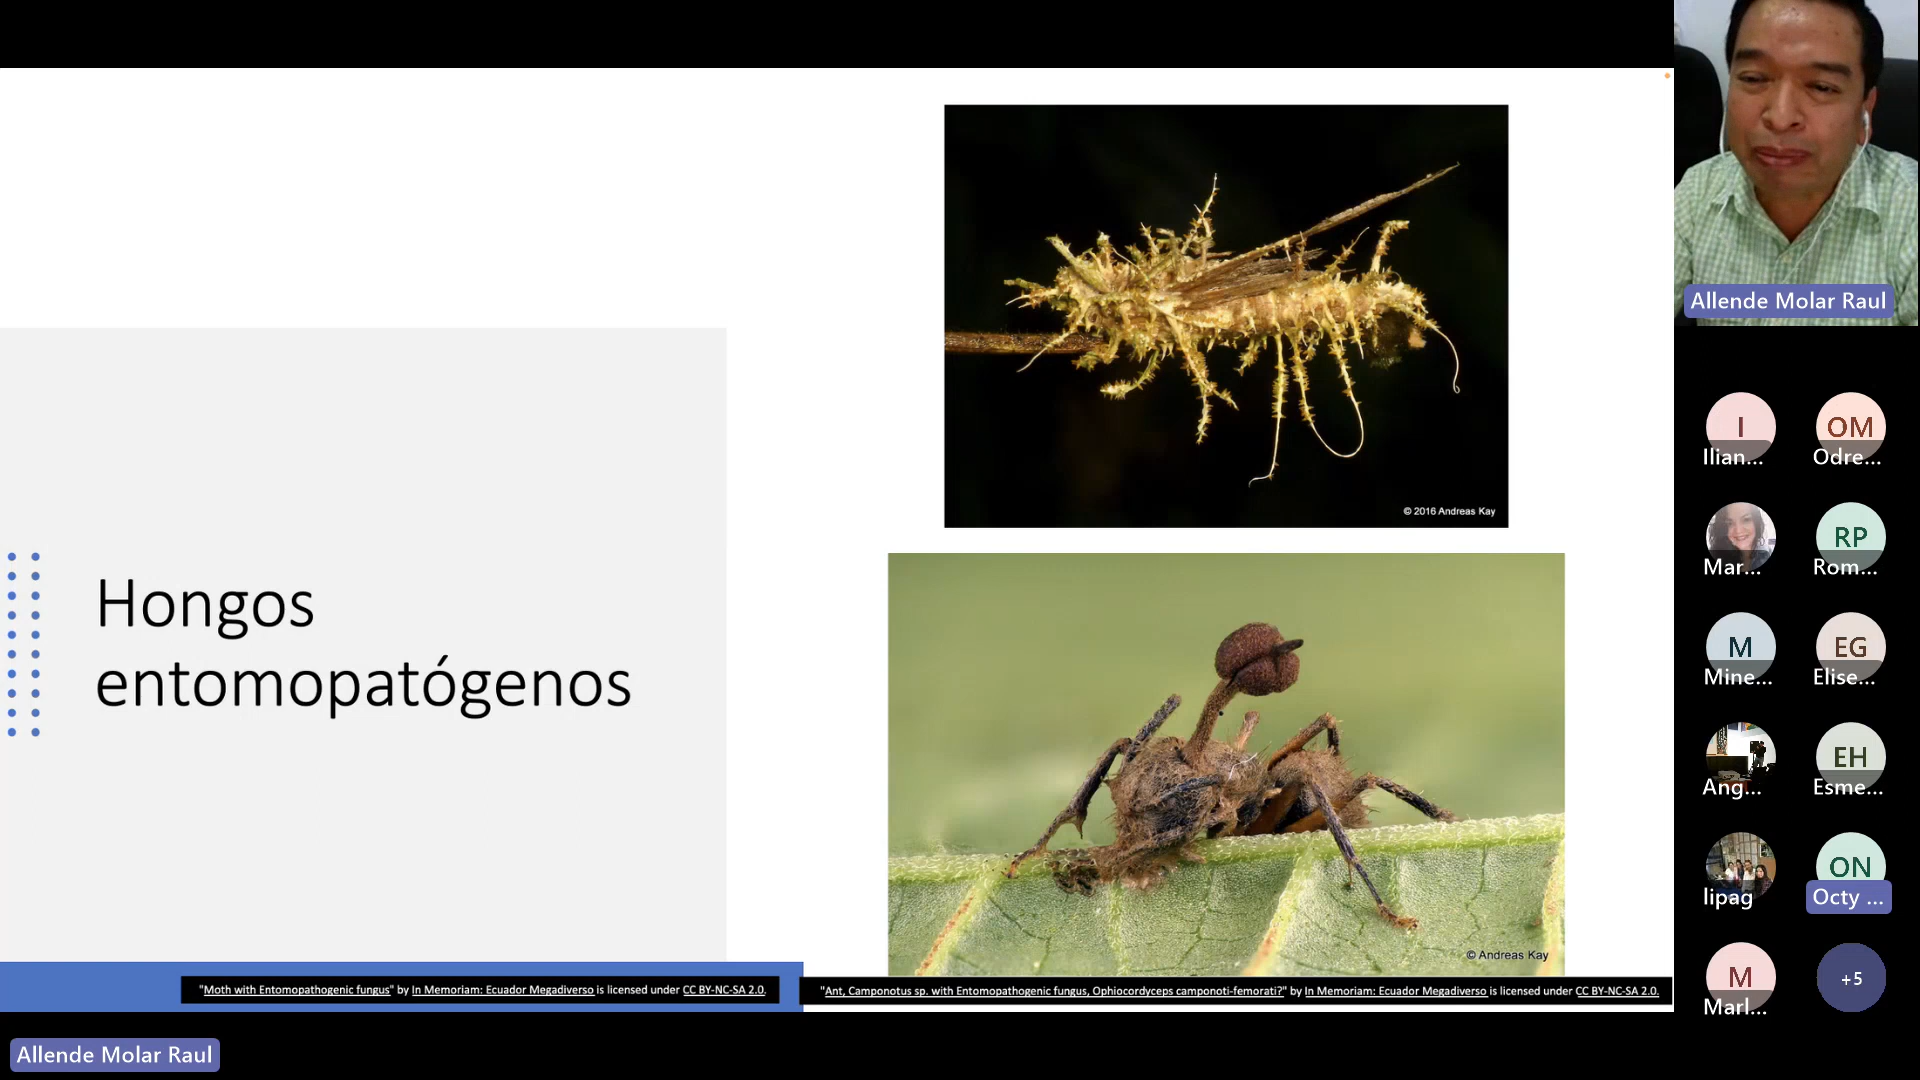 © 2016 Andreas Kay
Hongos
entomopatógenos
© Andreas Kay
"Moth with Entomopathogenic fungus" by In Memoriam: Ecuador Megadiverso is licensed under CC BY-NC-SA 2.0.
"Ant, Camponotus sp. with Entomopathogenic fungus, Ophiocordyceps camponoti-femorati?" by In Memoriam: Ecuador Megadiverso is licensed under CC BY-NC-SA 2.0.
Allende Molar Raul
Allende Molar Raul
I
Ilian...
OM
Odre...
Mar...
RP
Rom...
M
Mine...
EG
Elise...
Ang...
EH
Esme...
lipag
ON
Octy ...
M
Marl...
+5